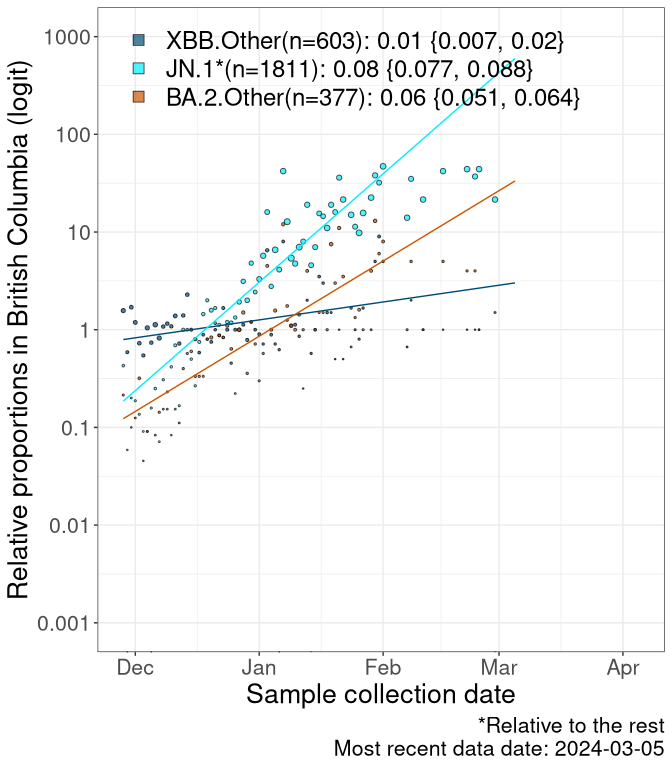 1000
100
10
1
0.1
0.01
0.001
Relative proportions in British Columbia (logit)
XBB.Other(n=603): 0.01 {0.007, 0.02}
JN.1*(n=1811): 0.08 {0.077, 0.088}
BA.2.Other(n=377): 0.06 {0.051, 0.064}
Dec Jan Feb Mar Apr
Sample collection date
*Relative to the rest
Most recent data date: 2024-03-05